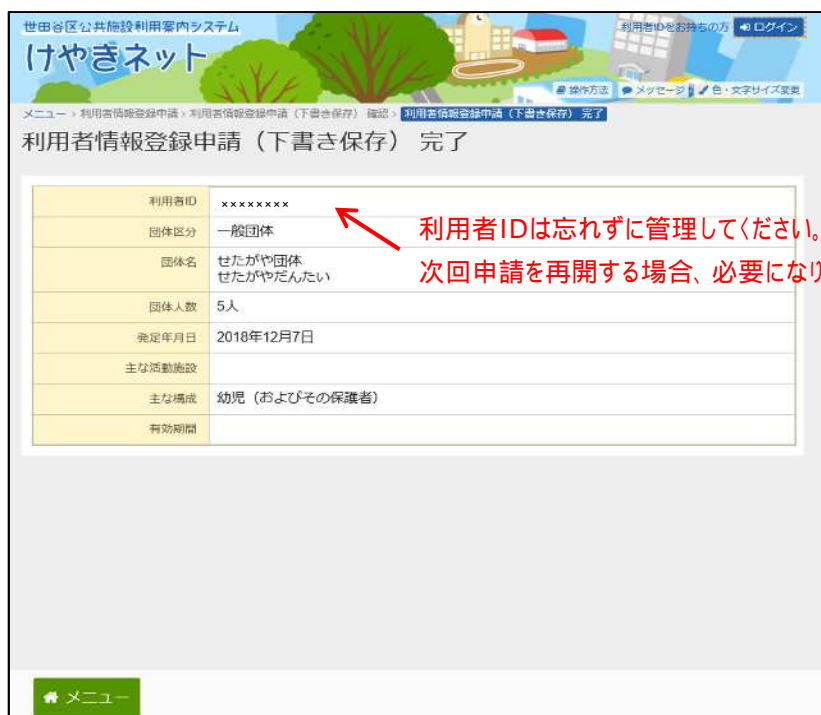 世田谷区公共施設利用案内システム
けやきネット
利用者IDをお持ちの方 ログイン
操作方法 メッセージ 色・文字サイズ変更
メニュー › 利用者情報登録申請 › 利用者情報登録申請（下書き保存） 確認 › 利用者情報登録申請（下書き保存） 完了
利用者情報登録申請（下書き保存） 完了
利用者ID ××××××××
利用者IDは忘れずに管理してください。
団体区分 一般団体
団体名 せたがや団体
せたがやだんたい
次回申請を再開する場合、必要になり
団体人数 5人
発足年月日 2018年12月7日
主な活動施設
主な構成 幼児（およびその保護者）
有効期間
メニュー